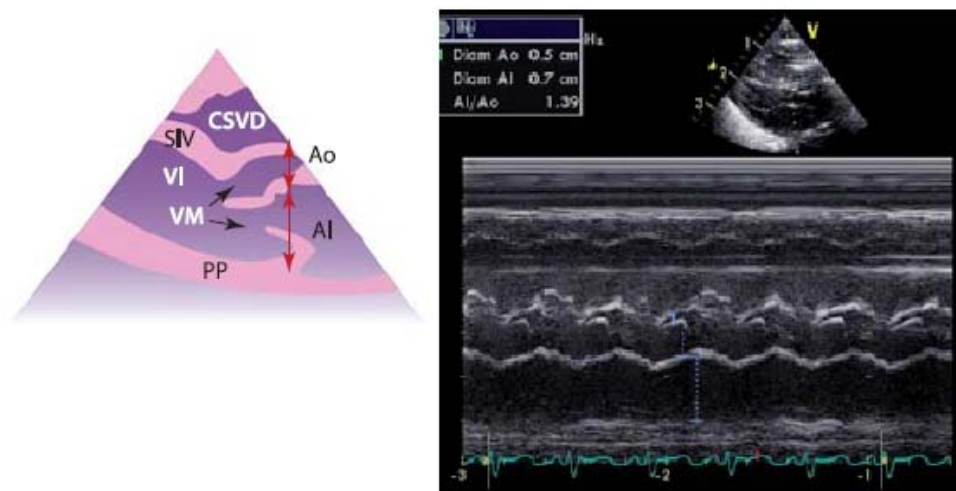 CSVD
SIV
Ao
VI
VM
AI
PP
Diam Ao 0.5 cm
Diam AI 0.7 cm
AI/Ao 1.39
Hz
V
1
2
3
-3
-2
-1